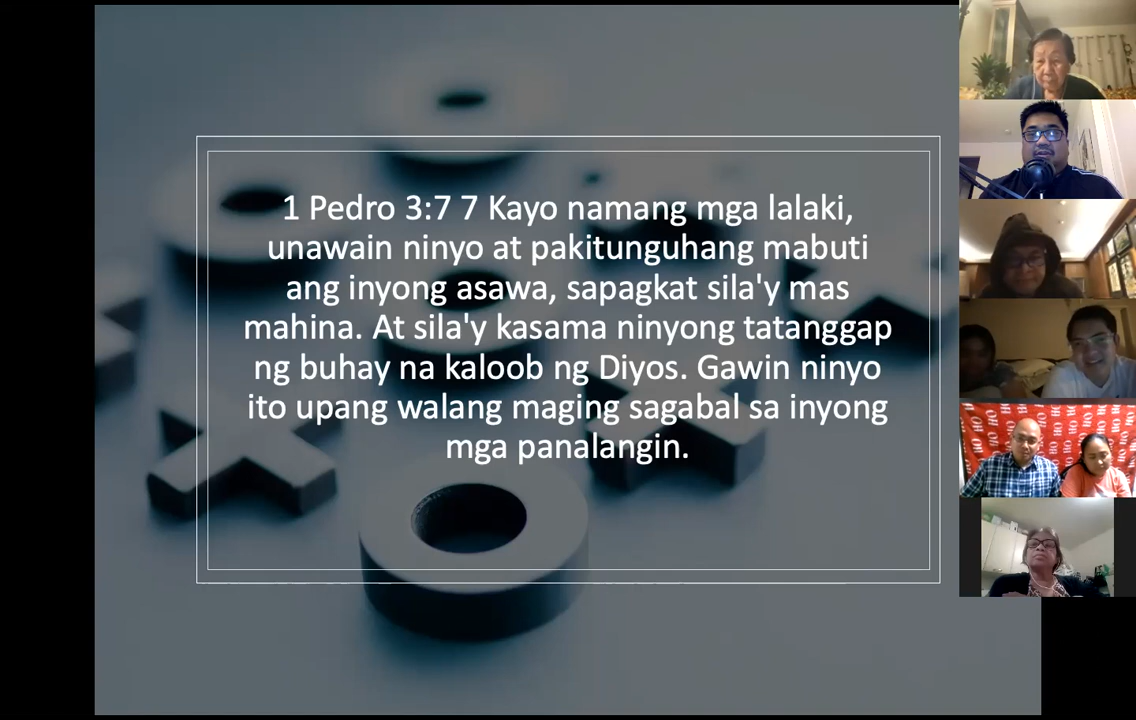 1 Pedro 3:7 7 Kayo namang mga lalaki,
unawain ninyo at pakitunguhang mabuti
ang inyong asawa, sapagkat sila'y mas
mahina. At sila'y kasama ninyong tatanggap
ng buhay na kaloob ng Diyos. Gawin ninyo
ito upang walang maging sagabal sa inyong
mga panalangin.